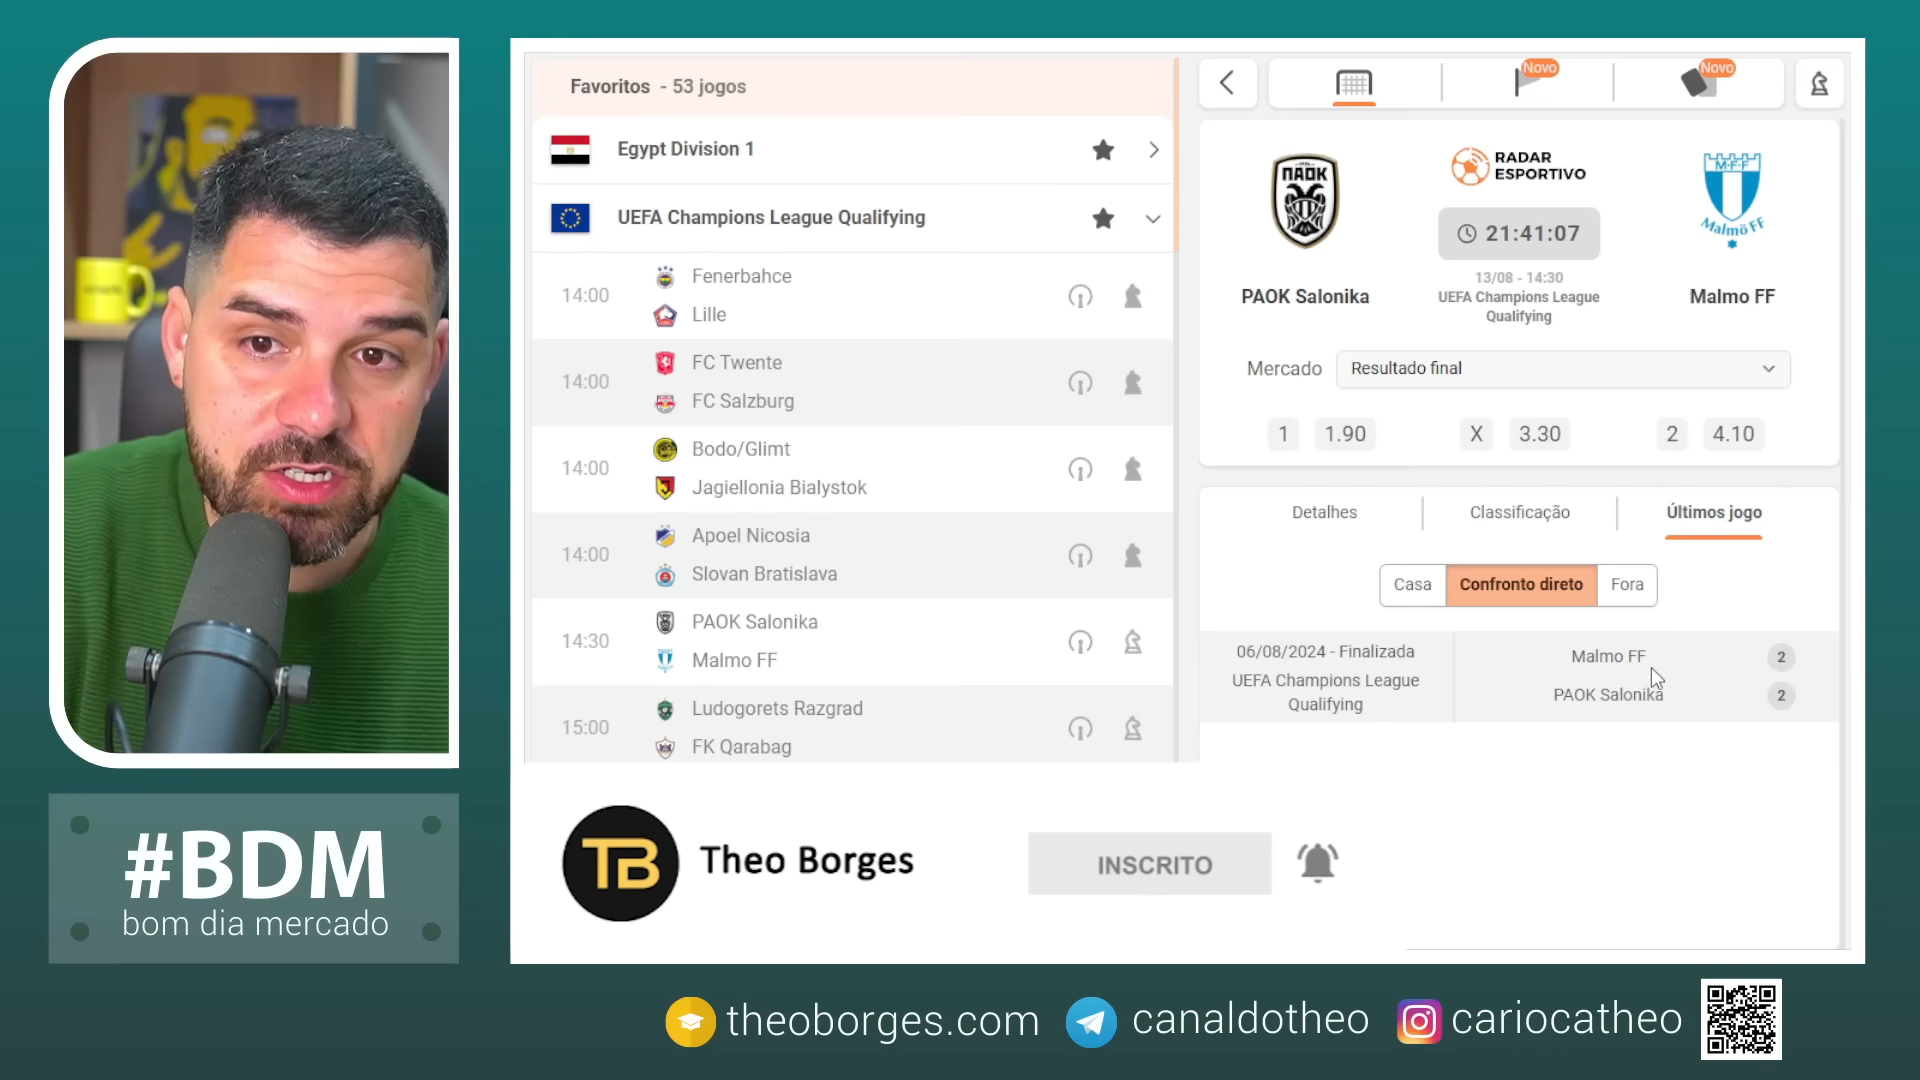 Favoritos - 53 jogos
Egypt Division 1
UEFA Champions League Qualifying
14:00
Fenerbahce
Lille
14:00
FC Twente
FC Salzburg
14:00
Bodo/Glimt
Jagiellonia Bialystok
14:00
Apoel Nicosia
Slovan Bratislava
14:30
PAOK Salonika
Malmo FF
15:00
Ludogorets Razgrad
FK Qarabag
Novo
Novo
ΠΑΟΚ
RADAR
ESPORTIVO
M·F·F
Malmö FF
21:41:07
13/08 - 14:30
UEFA Champions League
Qualifying
PAOK Salonika
Malmo FF
Mercado
Resultado final
1 1.90 X 3.30 2 4.10
Detalhes
Classificação
Últimos jogo
Casa
Confronto direto
Fora
06/08/2024 - Finalizada
UEFA Champions League
Qualifying
Malmo FF 2
PAOK Salonika 2
TB
Theo Borges
INSCRITO
#BDM
bom dia mercado
theoborges.com
canaldotheo
cariocatheo